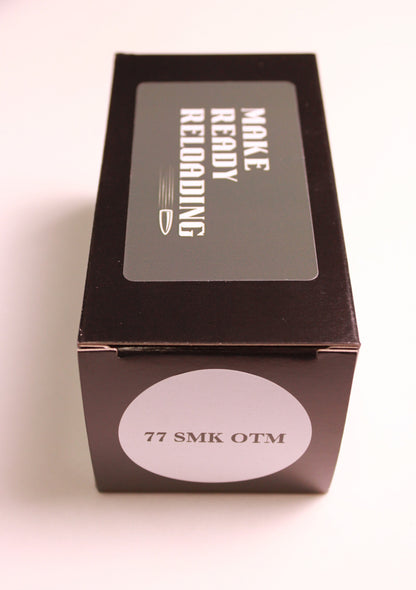 MAKE
READY
RELOADING
77 SMK OTM